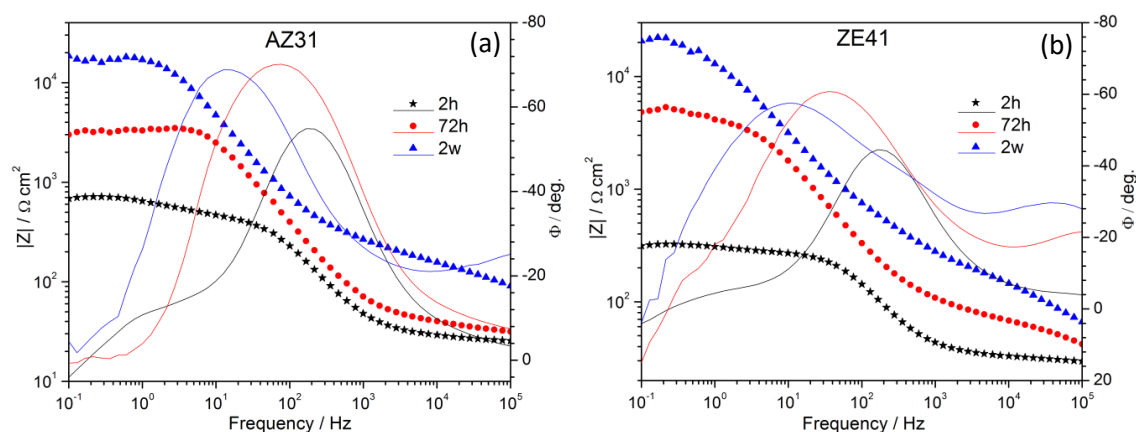 AZ31
(a)
|Z| / Ω cm²
10⁴
10³
10²
10¹
2h
72h
2w
-80
-60
-40
-20
0
Φ / deg.
10⁻¹ 10⁰ 10¹ 10² 10³ 10⁴ 10⁵
Frequency / Hz
ZE41
(b)
|Z| / Ω cm²
10⁴
10³
10²
2h
72h
2w
-80
-60
-40
-20
0
20
Φ / deg.
10⁻¹ 10⁰ 10¹ 10² 10³ 10⁴ 10⁵
Frequency / Hz